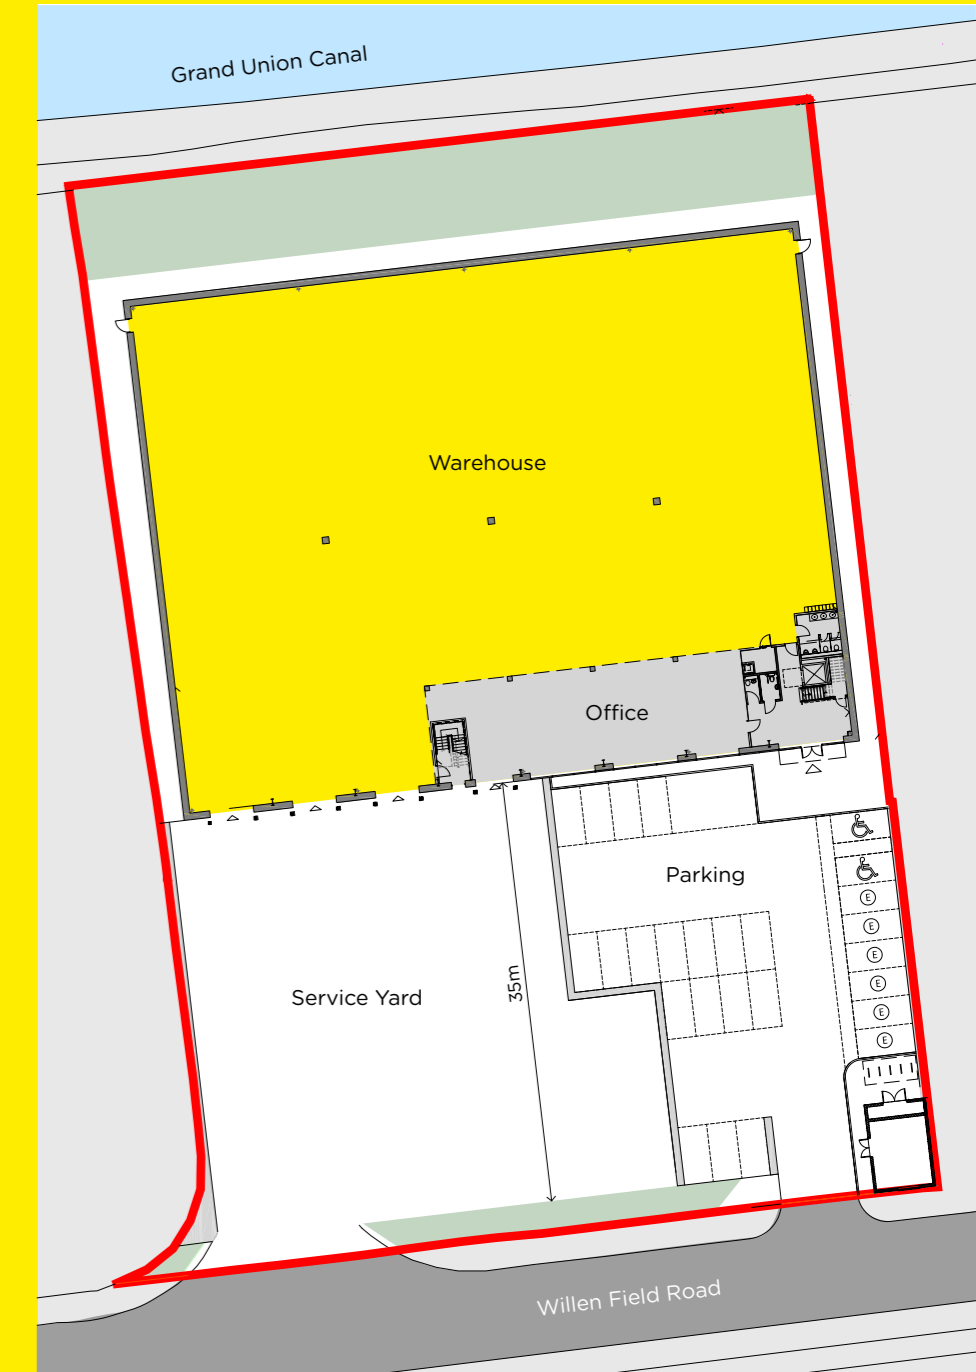 Grand Union Canal
Warehouse
Office
Parking
Service Yard
35m
E
E
E
E
E
E
Willen Field Road